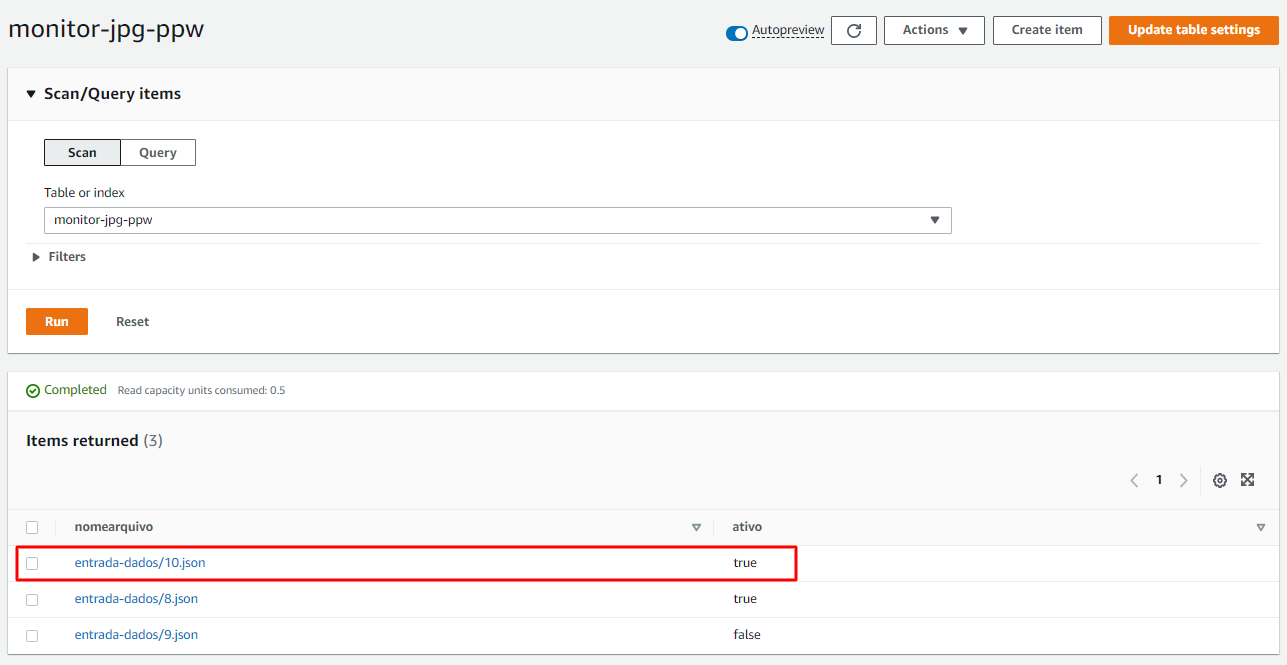 monitor-jpg-ppw
Autopreview
Actions
Create item
Update table settings
Scan/Query items
Scan
Query
Table or index
monitor-jpg-ppw
Filters
Run
Reset
Completed
Read capacity units consumed: 0.5
Items returned (3)
1
nomearquivo
ativo
entrada-dados/10.json
true
entrada-dados/8.json
true
entrada-dados/9.json
false